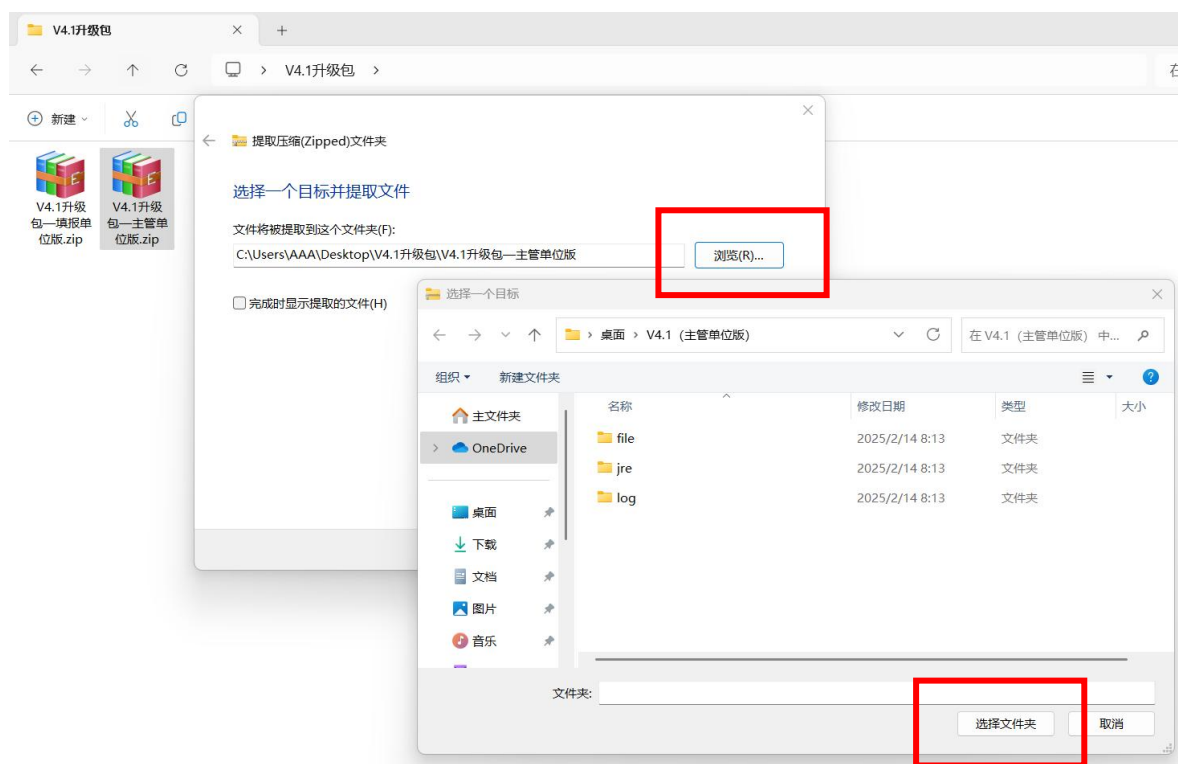 V4.1升级包
V4.1升级包
在
新建
V4.1升级
包—填报单
位版.zip
V4.1升级
包—主管单
位版.zip
提取压缩(Zipped)文件夹
选择一个目标并提取文件
文件将被提取到这个文件夹(F):
C:\Users\AAA\Desktop\V4.1升级包\V4.1升级包—主管单位版
浏览(R)...
完成时显示提取的文件(H)
选择一个目标
桌面 › V4.1（主管单位版）
在 V4.1（主管单位版）中...
组织
新建文件夹
主文件夹
OneDrive
桌面
下载
文档
图片
音乐
名称 修改日期 类型 大小
file 2025/2/14 8:13 文件夹
jre 2025/2/14 8:13 文件夹
log 2025/2/14 8:13 文件夹
文件夹:
选择文件夹 取消